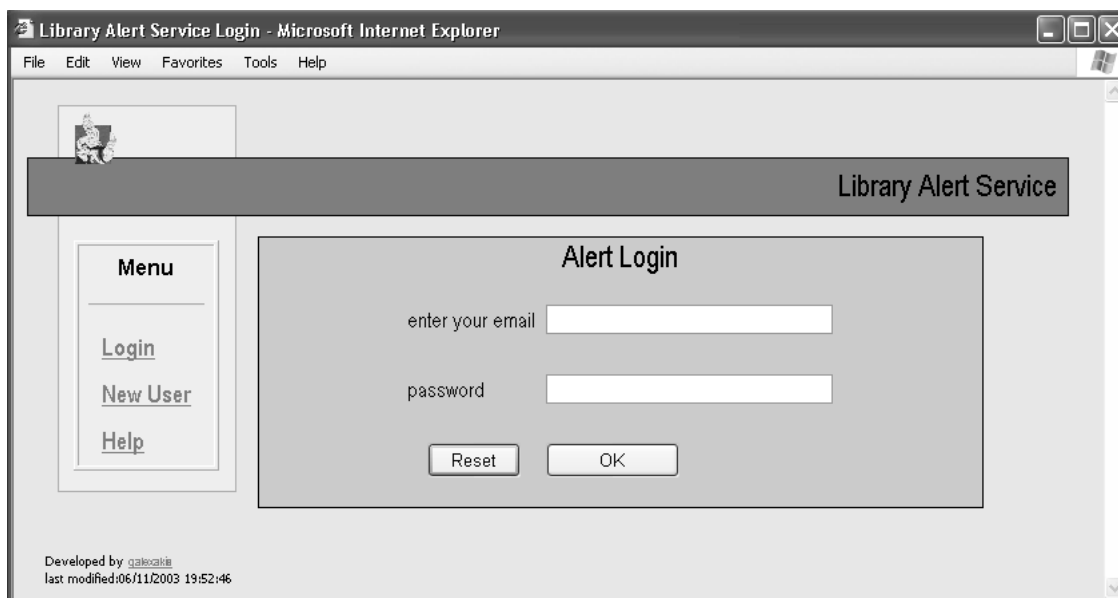 Library Alert Service Login - Microsoft Internet Explorer
File Edit View Favorites Tools Help
Library Alert Service
Menu
Login
New User
Help
Alert Login
enter your email
password
Reset OK
Developed by galexakis
last modified:06/11/2003 19:52:46